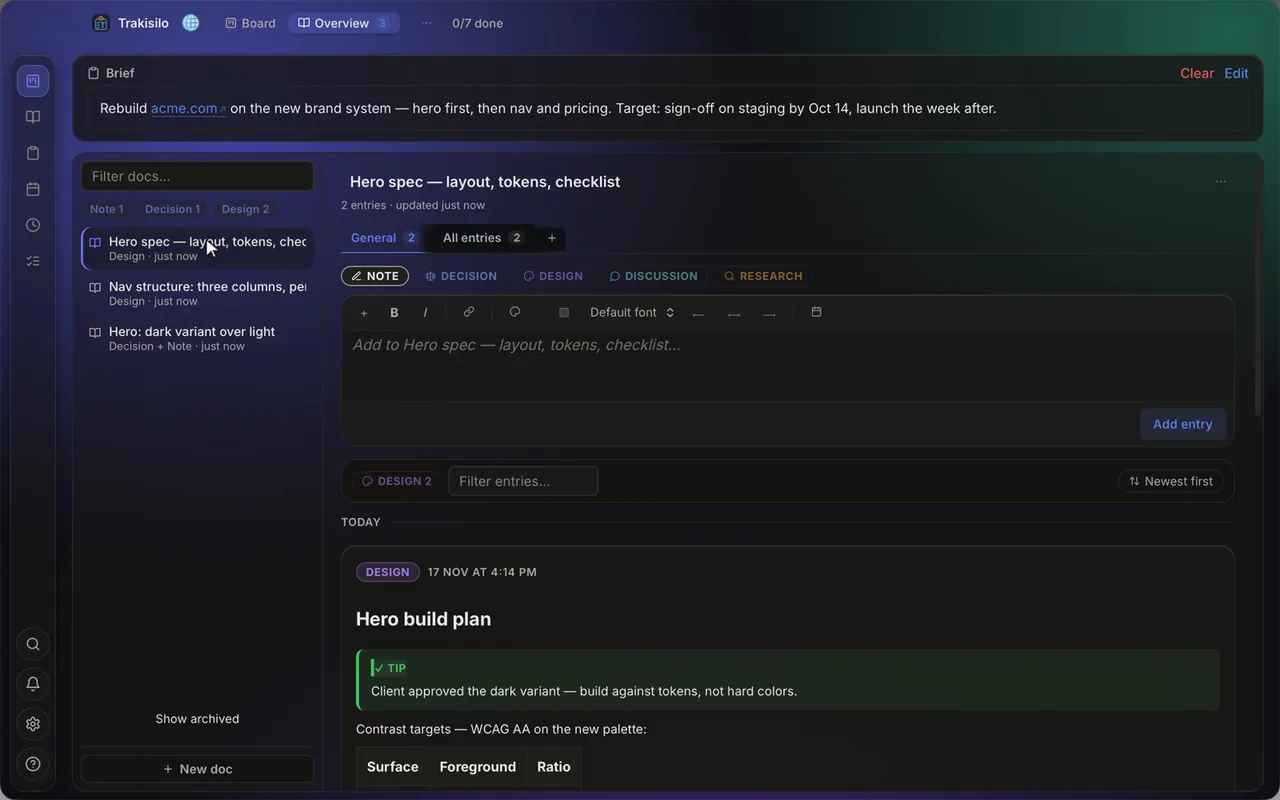 Trakisilo
Board
Overview 3
0/7 done
Brief
Clear Edit
Rebuild acme.com on the new brand system — hero first, then nav and pricing. Target: sign-off on staging by Oct 14, launch the week after.
Filter docs...
Note 1 Decision 1 Design 2
Hero spec — layout, tokens, chec
Design · just now
Nav structure: three columns, per
Design · just now
Hero: dark variant over light
Decision + Note · just now
Show archived
+ New doc
Hero spec — layout, tokens, checklist
2 entries · updated just now
General 2 All entries 2 +
NOTE DECISION DESIGN DISCUSSION RESEARCH
+ B I Default font
Add to Hero spec — layout, tokens, checklist...
Add entry
DESIGN 2 Filter entries... Newest first
TODAY
DESIGN 17 NOV AT 4:14 PM
Hero build plan
TIP
Client approved the dark variant — build against tokens, not hard colors.
Contrast targets — WCAG AA on the new palette:
Surface Foreground Ratio